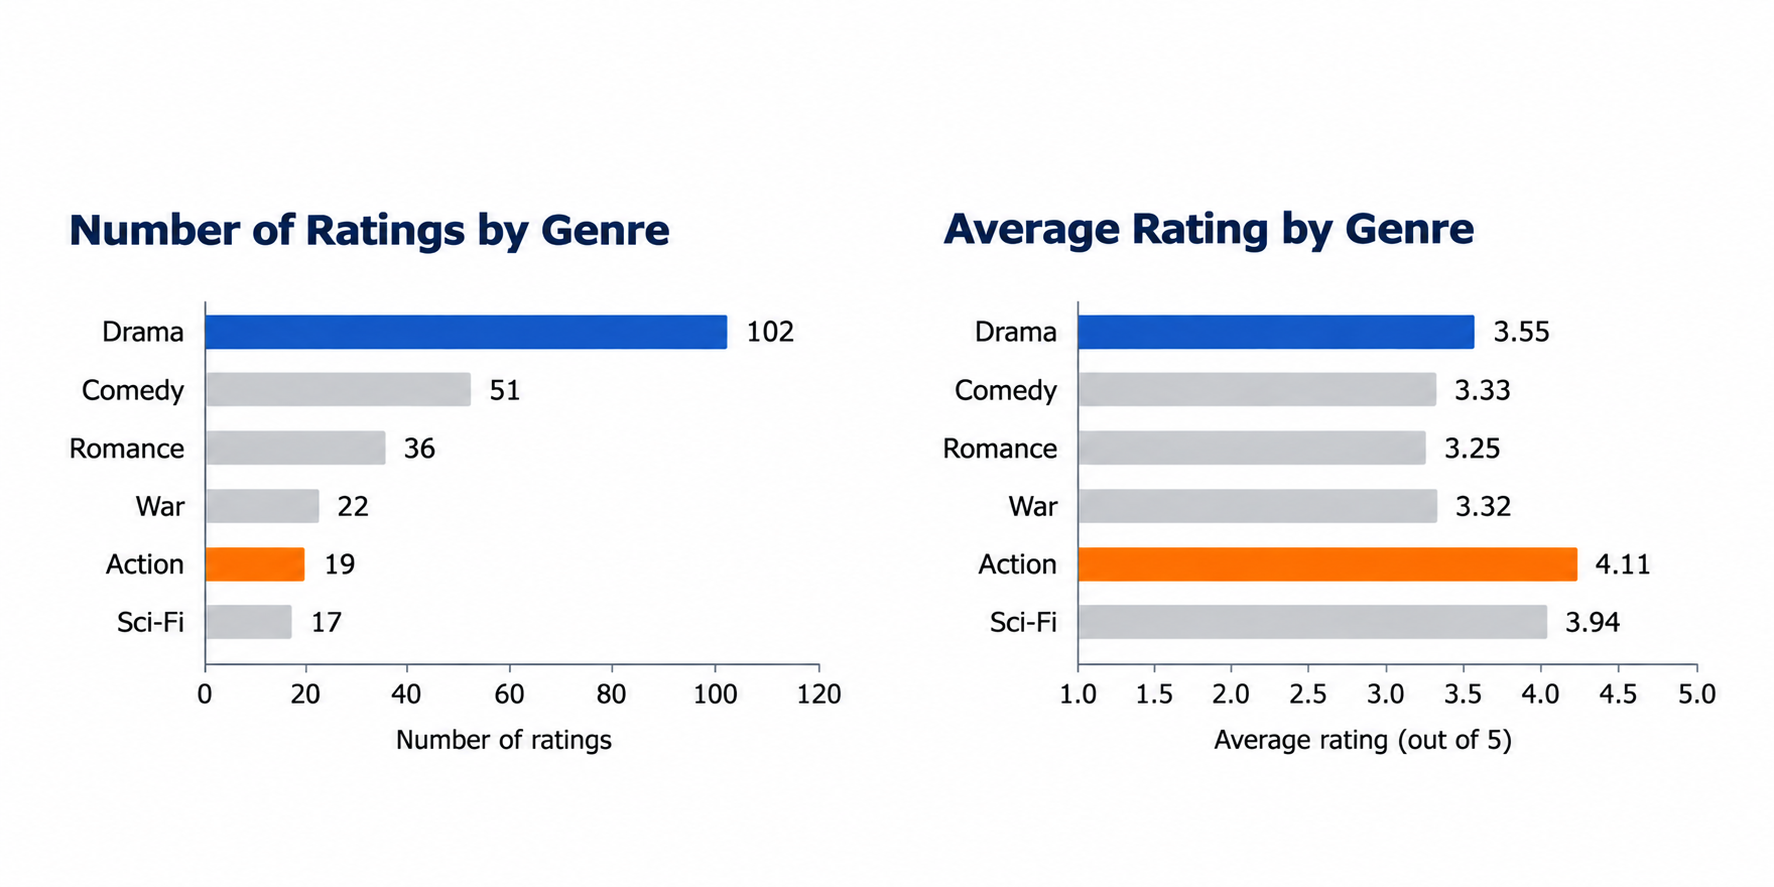 Number of Ratings by Genre
Drama 102
Comedy 51
Romance 36
War 22
Action 19
Sci-Fi 17
0 20 40 60 80 100 120
Number of ratings
Average Rating by Genre
Drama 3.55
Comedy 3.33
Romance 3.25
War 3.32
Action 4.11
Sci-Fi 3.94
1.0 1.5 2.0 2.5 3.0 3.5 4.0 4.5 5.0
Average rating (out of 5)